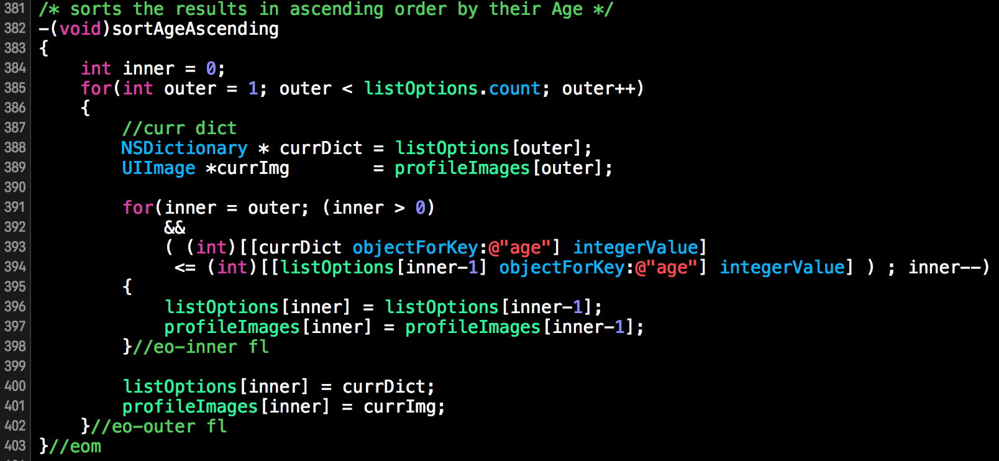 381 /* sorts the results in ascending order by their Age */
382 -(void)sortAgeAscending
383 {
384     int inner = 0;
385     for(int outer = 1; outer < listOptions.count; outer++)
386     {
387         //curr dict
388         NSDictionary * currDict = listOptions[outer];
389         UIImage *currImg        = profileImages[outer];
390
391         for(inner = outer; (inner > 0)
392             &&
393             ( (int)[[currDict objectForKey:@"age"] integerValue]
394              <= (int)[[listOptions[inner-1] objectForKey:@"age"] integerValue] ) ; inner--)
395         {
396             listOptions[inner] = listOptions[inner-1];
397             profileImages[inner] = profileImages[inner-1];
398         }//eo-inner fl
399
400         listOptions[inner] = currDict;
401         profileImages[inner] = currImg;
402     }//eo-outer fl
403 }//eom